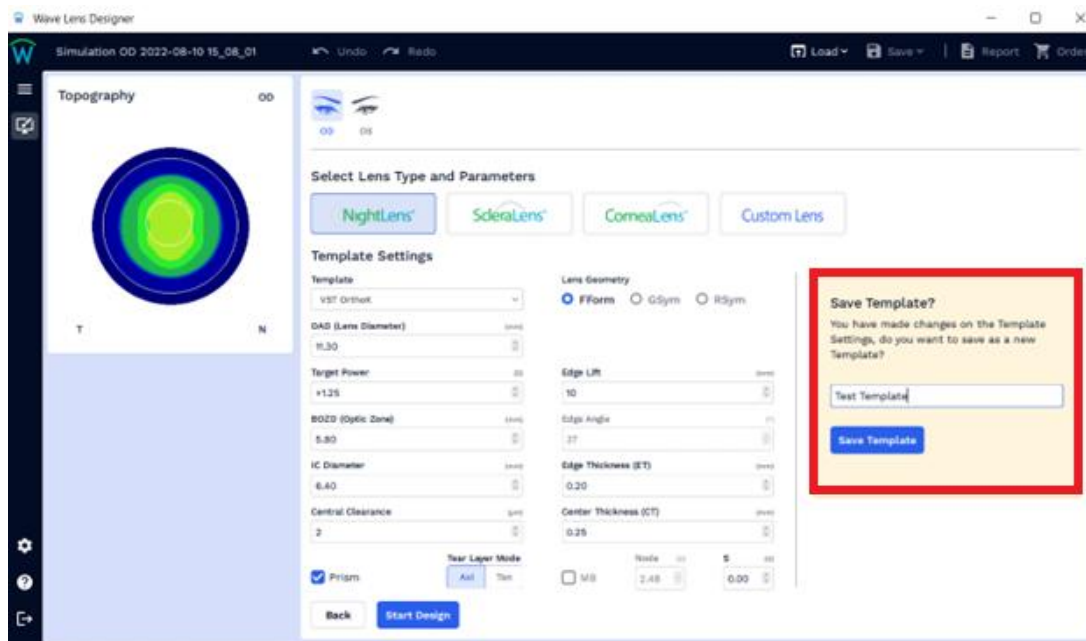 Wave Lens Designer
W Simulation OD 2022-08-10 15_08_01 Undo Redo Load Save Report Order
Topography OD
OD OS
Select Lens Type and Parameters
NightLens ScleraLens CorneaLens Custom Lens
Template Settings
Template Lens Geometry
VST OrthoK FForm GSym RSym
Save Template?
You have made changes on the Template
Settings, do you want to save as a new
Template?
Test Template
Save Template
T N
OAD (Lens Diameter) (mm)
11.30
Target Power Edge Lift
+1.25 10
BOZD (Optic Zone) (mm) Edge Angle
5.80 37
IC Diameter (mm) Edge Thickness (ET) (mm)
6.40 0.20
Central Clearance (µm) Center Thickness (CT) (mm)
2 0.25
Tear Layer Mode Node S
Prism Axi Tan M8 2.48 0.00
Back Start Design